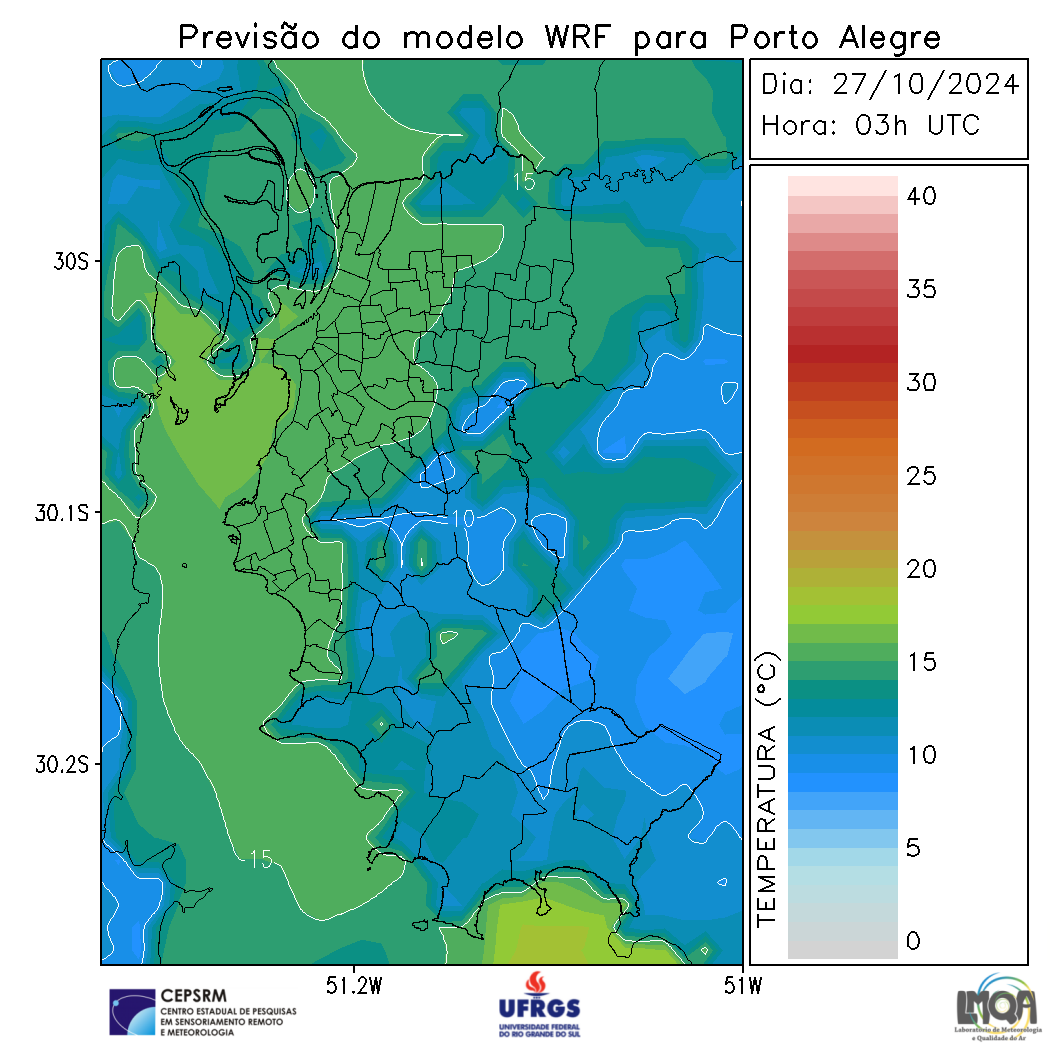 Previsão do modelo WRF para Porto Alegre
Dia: 27/10/2024
Hora: 03h UTC
15
30S
30.1S
10
30.2S
15
51.2W
51W
40
35
30
25
20
15
10
5
0
TEMPERATURA (°C)
CEPSRM
CENTRO ESTADUAL DE PESQUISAS
EM SENSORIAMENTO REMOTO
E METEOROLOGIA
UFRGS
UNIVERSIDADE FEDERAL
DO RIO GRANDE DO SUL
LMQA
Laboratório de Meteorologia
e Qualidade do Ar